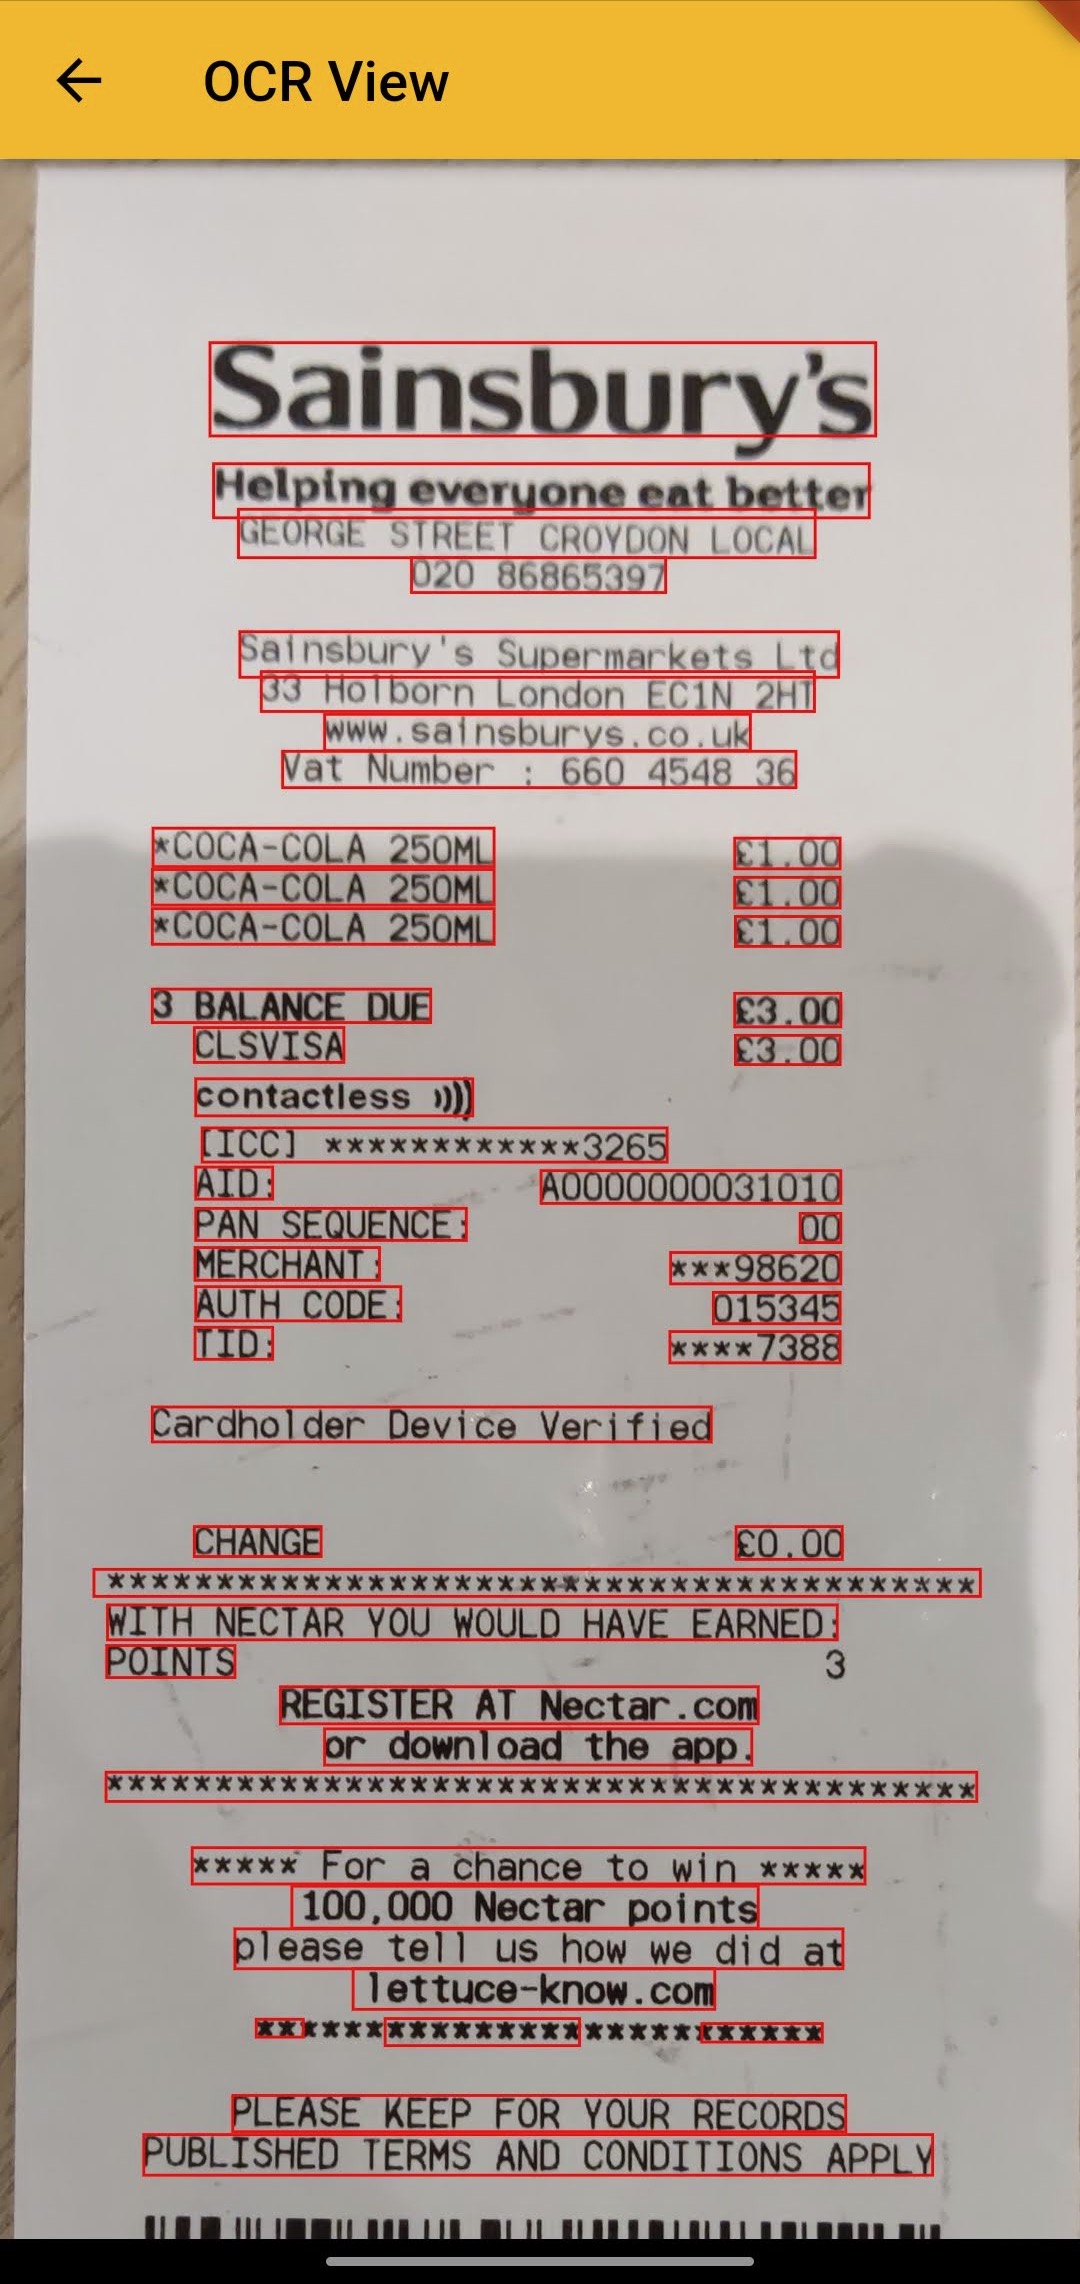 OCR View
Sainsbury's
Helping everyone eat better
GEORGE STREET CROYDON LOCAL
020 86865397
Sainsbury's Supermarkets Ltd
33 Holborn London EC1N 2HT
www.sainsburys.co.uk
Vat Number : 660 4548 36
*COCA-COLA 250ML £1.00
*COCA-COLA 250ML £1.00
*COCA-COLA 250ML £1.00
3 BALANCE DUE £3.00
CLSVISA £3.00
contactless ))))
[ICC] ************3265
AID: A0000000031010
PAN SEQUENCE: 00
MERCHANT: ***98620
AUTH CODE: 015345
TID: ****7388
Cardholder Device Verified
CHANGE £0.00
****************************************
WITH NECTAR YOU WOULD HAVE EARNED:
POINTS 3
REGISTER AT Nectar.com
or download the app.
****************************************
***** For a chance to win *****
100,000 Nectar points
please tell us how we did at
lettuce-know.com
**************************
PLEASE KEEP FOR YOUR RECORDS
PUBLISHED TERMS AND CONDITIONS APPLY